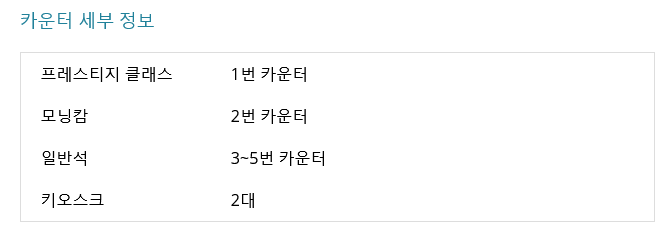 카운터 세부 정보
프레스티지 클래스 1번 카운터
모닝캄 2번 카운터
일반석 3~5번 카운터
키오스크 2대